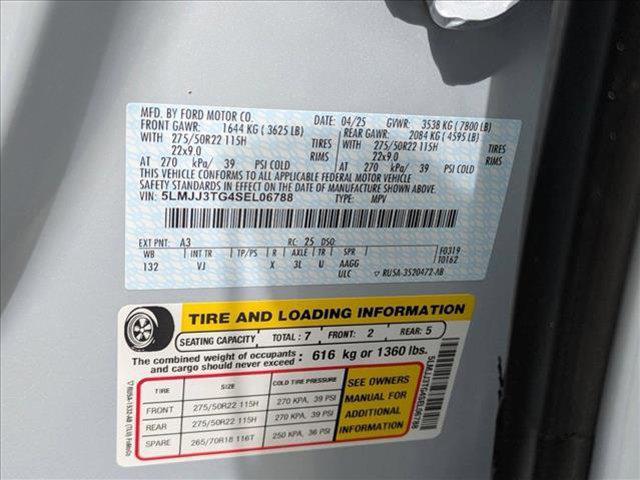 MFD. BY FORD MOTOR CO. DATE: 04/25 GVWR: 3538 KG (7800 LB)
FRONT GAWR: 1644 KG (3625 LB) REAR GAWR: 2084 KG (4595 LB)
WITH 275/50R22 115H TIRES WITH 275/50R22 115H TIRES
22x9.0 RIMS 22x9.0 RIMS
AT 270 kPa/ 39 PSI COLD AT 270 kPa/ 39 PSI COLD
THIS VEHICLE CONFORMS TO ALL APPLICABLE FEDERAL MOTOR VEHICLE
SAFETY STANDARDS IN EFFECT ON THE DATE OF MANUFACTURE SHOWN ABOVE.
VIN: 5LMJJ3TG4SEL06788 TYPE: MPV
EXT PNT: A3 RC: 25 DSO: F0319
WB INT TR TP/PS R AXLE TR SPR T0162
132 VJ X 3L U AAGG
ULC ▽ RU5A-3520472-AB
TIRE AND LOADING INFORMATION
SEATING CAPACITY TOTAL : 7 FRONT: 2 REAR: 5
The combined weight of occupants and cargo should never exceed : 616 kg or 1360 lbs.
TIRE SIZE COLD TIRE PRESSURE
FRONT 275/50R22 115H 270 KPA, 39 PSI
REAR 275/50R22 115H 270 KPA, 39 PSI
SPARE 265/70R18 116T 250 KPA, 36 PSI
SEE OWNERS
MANUAL FOR
ADDITIONAL
INFORMATION
5LMJJ3TG4SEL06788